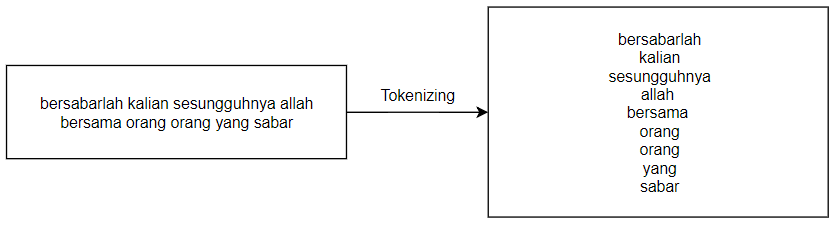 bersabarlah kalian sesungguhnya allah
bersama orang orang yang sabar
Tokenizing
bersabarlah
kalian
sesungguhnya
allah
bersama
orang
orang
yang
sabar